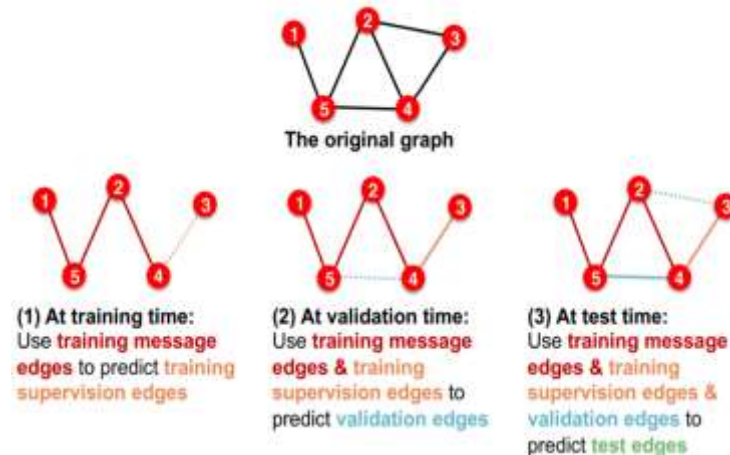 1
2
3
5
4
The original graph
1
2
3
5
4
1
2
3
5
4
1
2
3
5
4
(1) At training time:
Use training message
edges to predict training
supervision edges
(2) At validation time:
Use training message
edges & training
supervision edges to
predict validation edges
(3) At test time:
Use training message
edges & training
supervision edges &
validation edges to
predict test edges